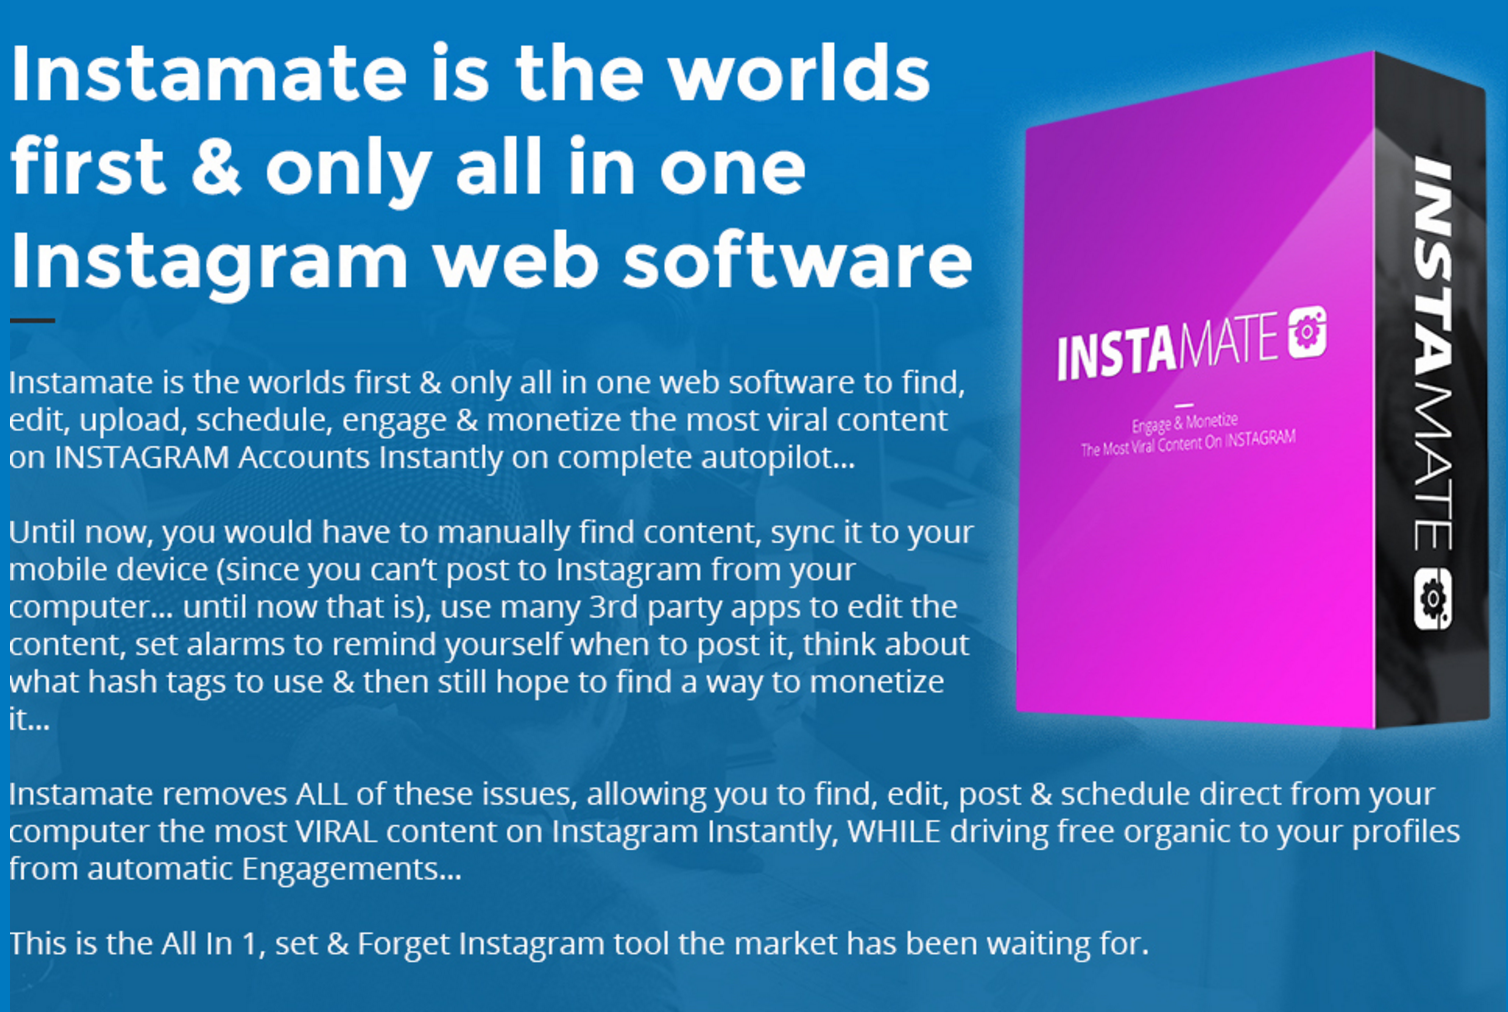 Instamate is the worlds
first & only all in one
Instagram web software
Instamate is the worlds first & only all in one web software to find,
edit, upload, schedule, engage & monetize the most viral content
on INSTAGRAM Accounts Instantly on complete autopilot...
Until now, you would have to manually find content, sync it to your
mobile device (since you can’t post to Instagram from your
computer... until now that is), use many 3rd party apps to edit the
content, set alarms to remind yourself when to post it, think about
what hash tags to use & then still hope to find a way to monetize
it...
Instamate removes ALL of these issues, allowing you to find, edit, post & schedule direct from your
computer the most VIRAL content on Instagram Instantly, WHILE driving free organic to your profiles
from automatic Engagements...
This is the All In 1, set & Forget Instagram tool the market has been waiting for.
INSTAMATE
Engage & Monetize
The Most Viral Content On INSTAGRAM
INSTAMATE